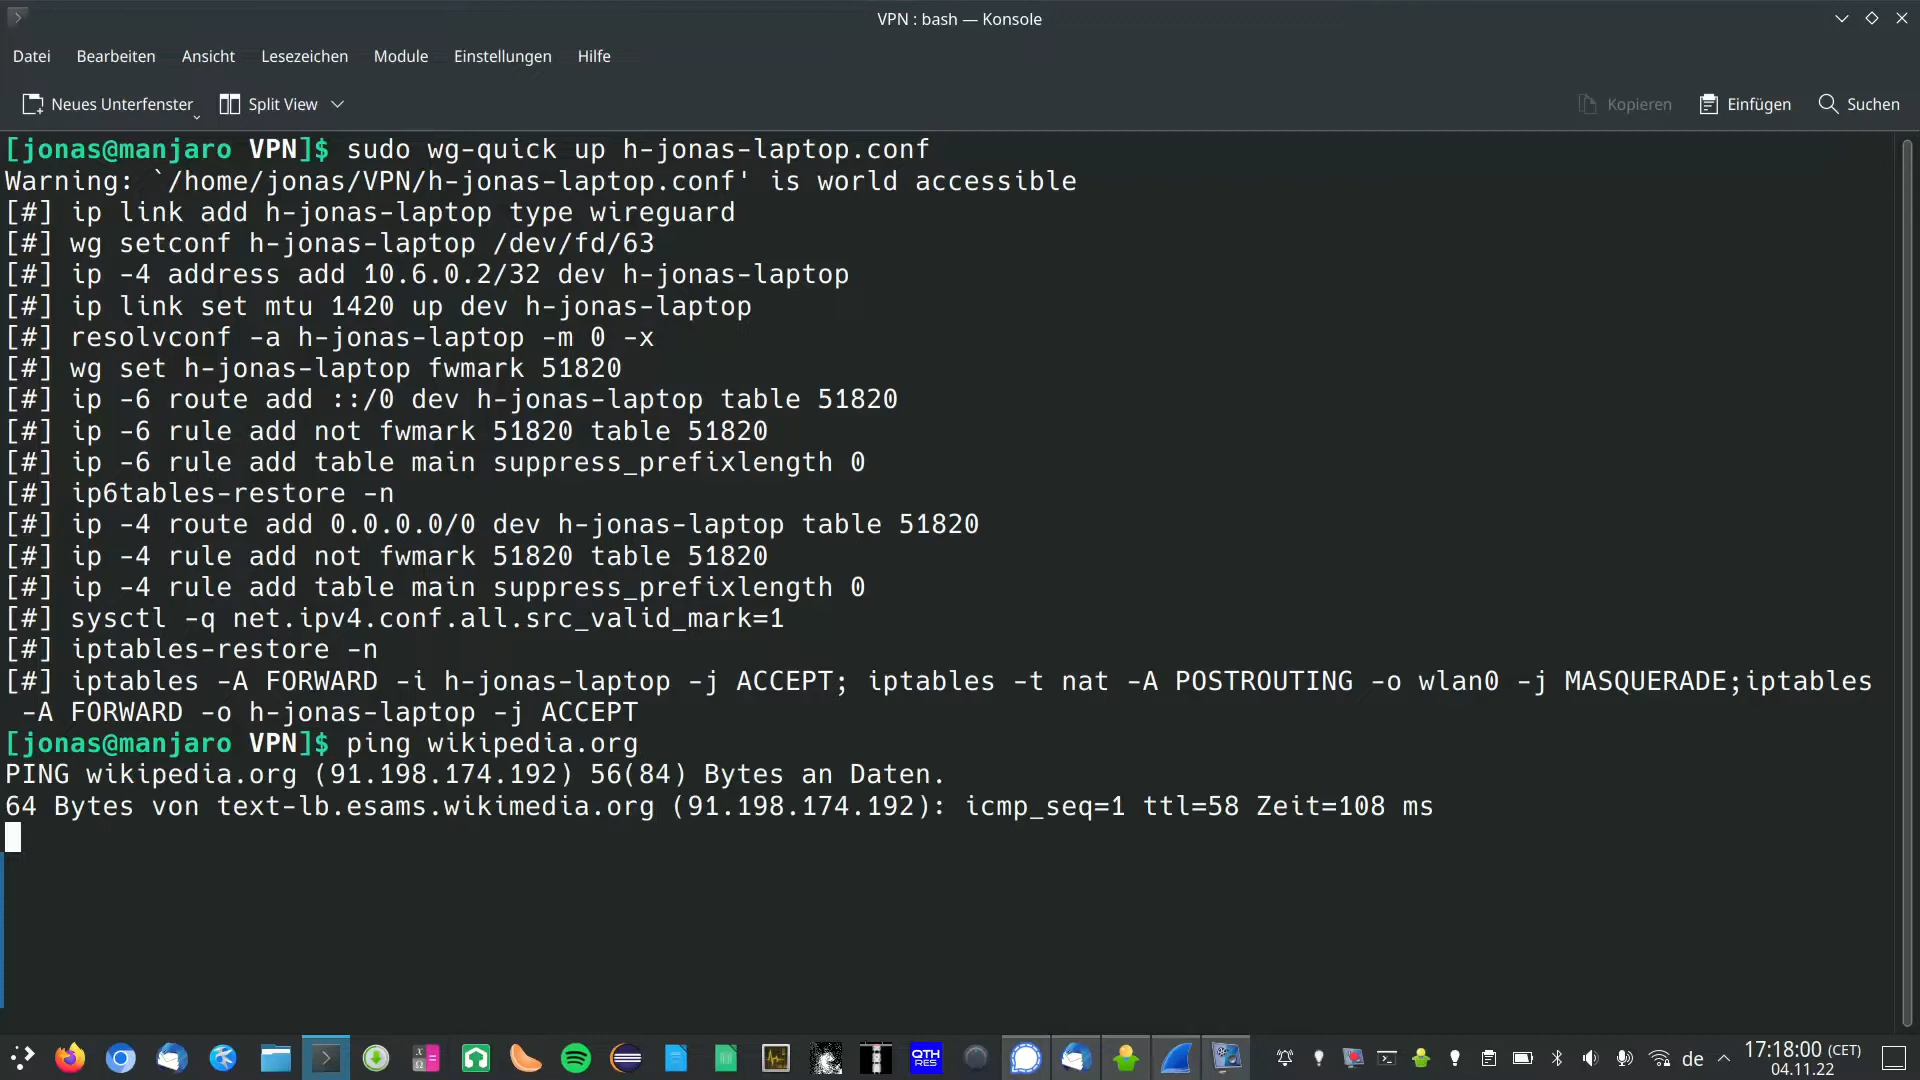 VPN : bash — Konsole
Datei Bearbeiten Ansicht Lesezeichen Module Einstellungen Hilfe
Neues Unterfenster Split View Kopieren Einfügen Suchen
[jonas@manjaro VPN]$ sudo wg-quick up h-jonas-laptop.conf
Warning: `/home/jonas/VPN/h-jonas-laptop.conf' is world accessible
[#] ip link add h-jonas-laptop type wireguard
[#] wg setconf h-jonas-laptop /dev/fd/63
[#] ip -4 address add 10.6.0.2/32 dev h-jonas-laptop
[#] ip link set mtu 1420 up dev h-jonas-laptop
[#] resolvconf -a h-jonas-laptop -m 0 -x
[#] wg set h-jonas-laptop fwmark 51820
[#] ip -6 route add ::/0 dev h-jonas-laptop table 51820
[#] ip -6 rule add not fwmark 51820 table 51820
[#] ip -6 rule add table main suppress_prefixlength 0
[#] ip6tables-restore -n
[#] ip -4 route add 0.0.0.0/0 dev h-jonas-laptop table 51820
[#] ip -4 rule add not fwmark 51820 table 51820
[#] ip -4 rule add table main suppress_prefixlength 0
[#] sysctl -q net.ipv4.conf.all.src_valid_mark=1
[#] iptables-restore -n
[#] iptables -A FORWARD -i h-jonas-laptop -j ACCEPT; iptables -t nat -A POSTROUTING -o wlan0 -j MASQUERADE;iptables
-A FORWARD -o h-jonas-laptop -j ACCEPT
[jonas@manjaro VPN]$ ping wikipedia.org
PING wikipedia.org (91.198.174.192) 56(84) Bytes an Daten.
64 Bytes von text-lb.esams.wikimedia.org (91.198.174.192): icmp_seq=1 ttl=58 Zeit=108 ms
QTH
RES
de
17:18:00 (CET)
04.11.22